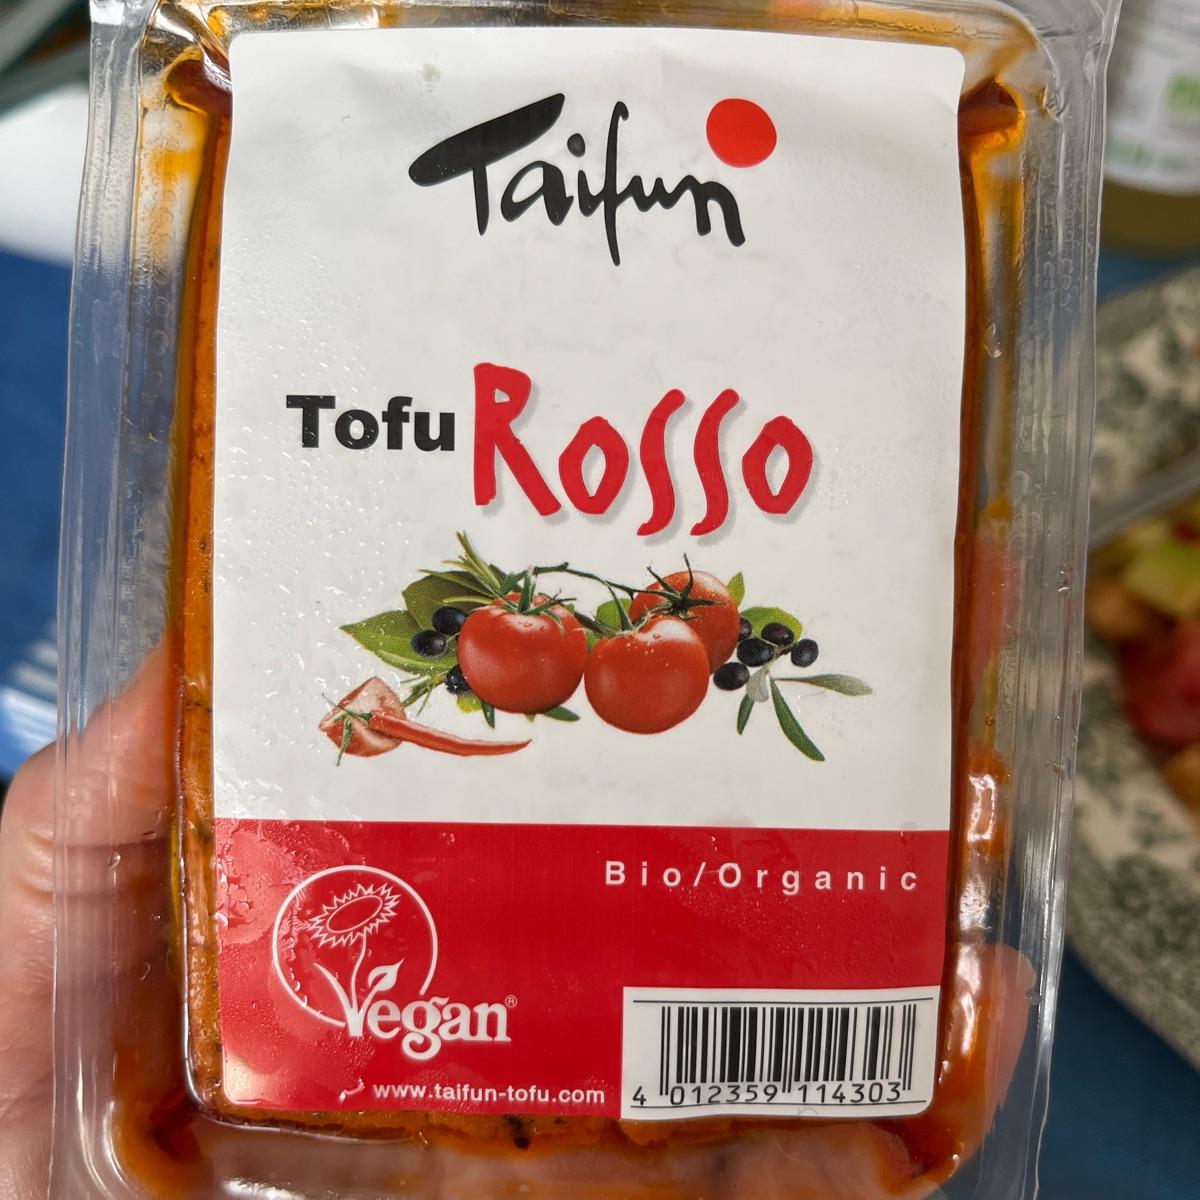 Taifun
Tofu Rosso
Bio/Organic
Vegan®
www.taifun-tofu.com
4 012359 114303